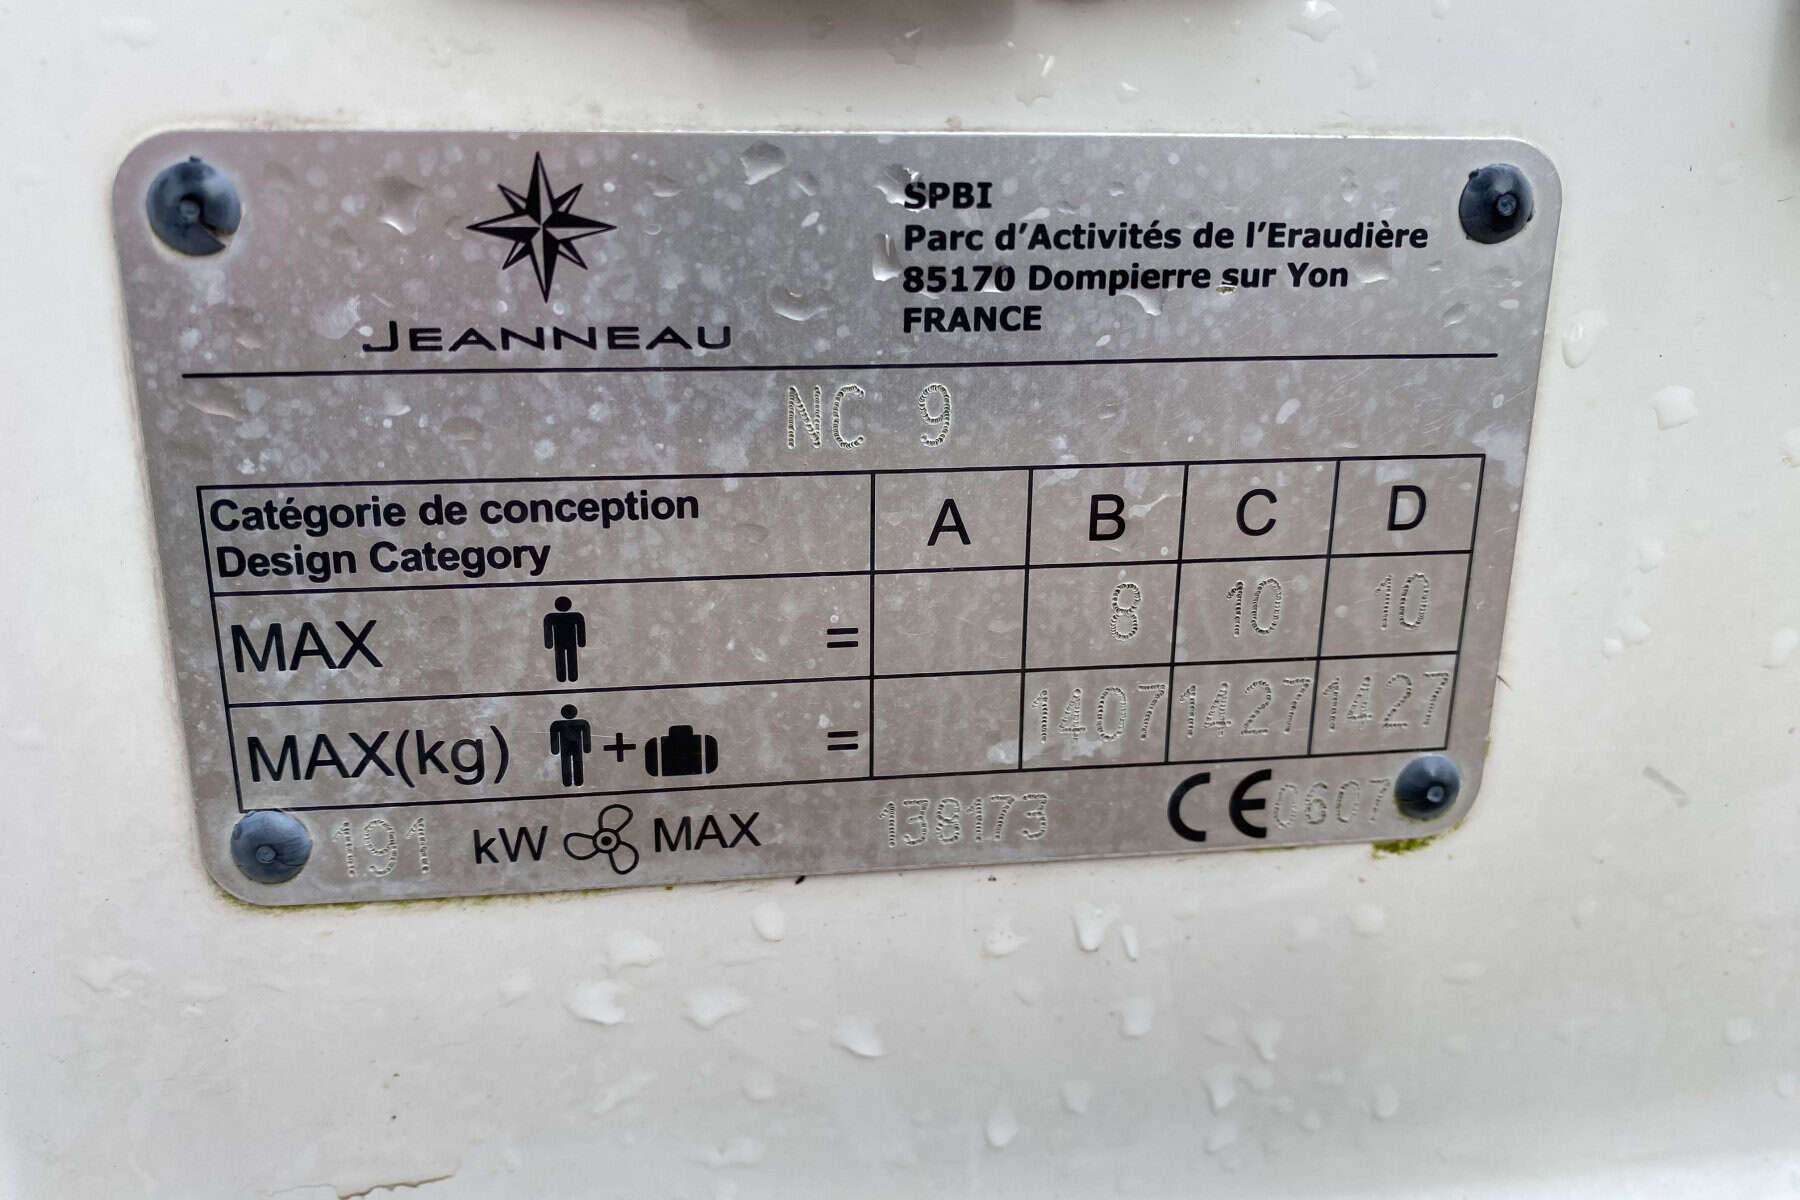 JEANNEAU
SPBI
Parc d'Activités de l'Eraudière
85170 Dompierre sur Yon
FRANCE
NC 9
Catégorie de conception
Design Category
A B C D
MAX = 8 10 10
MAX(kg) + = 1407 1427 1427
191 kW MAX 138173 CE 0607